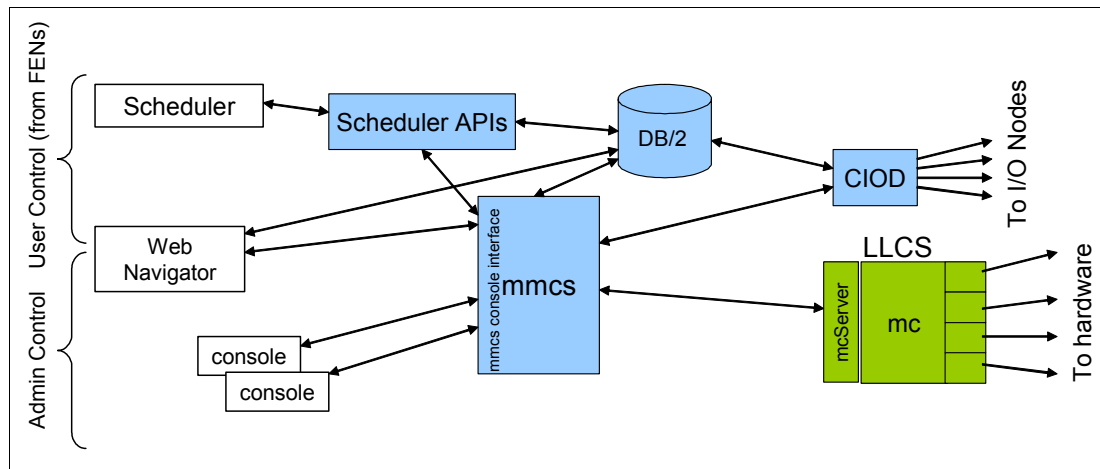 User Control (from FENs)
Admin Control
Scheduler
Scheduler APIs
DB/2
CIOD
To I/O Nodes
Web
Navigator
mmcs console interface
mmcs
LLCS
mcServer
mc
To hardware
console
console